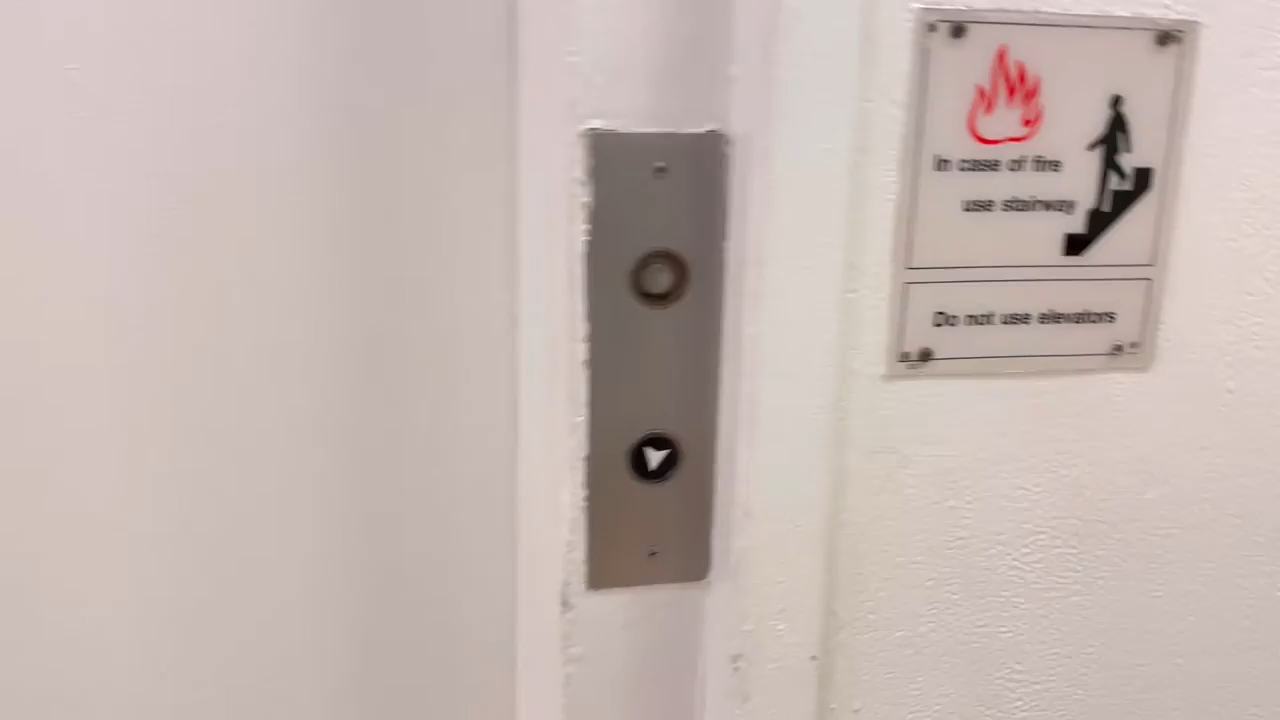 In case of fire
use stairway
Do not use elevators